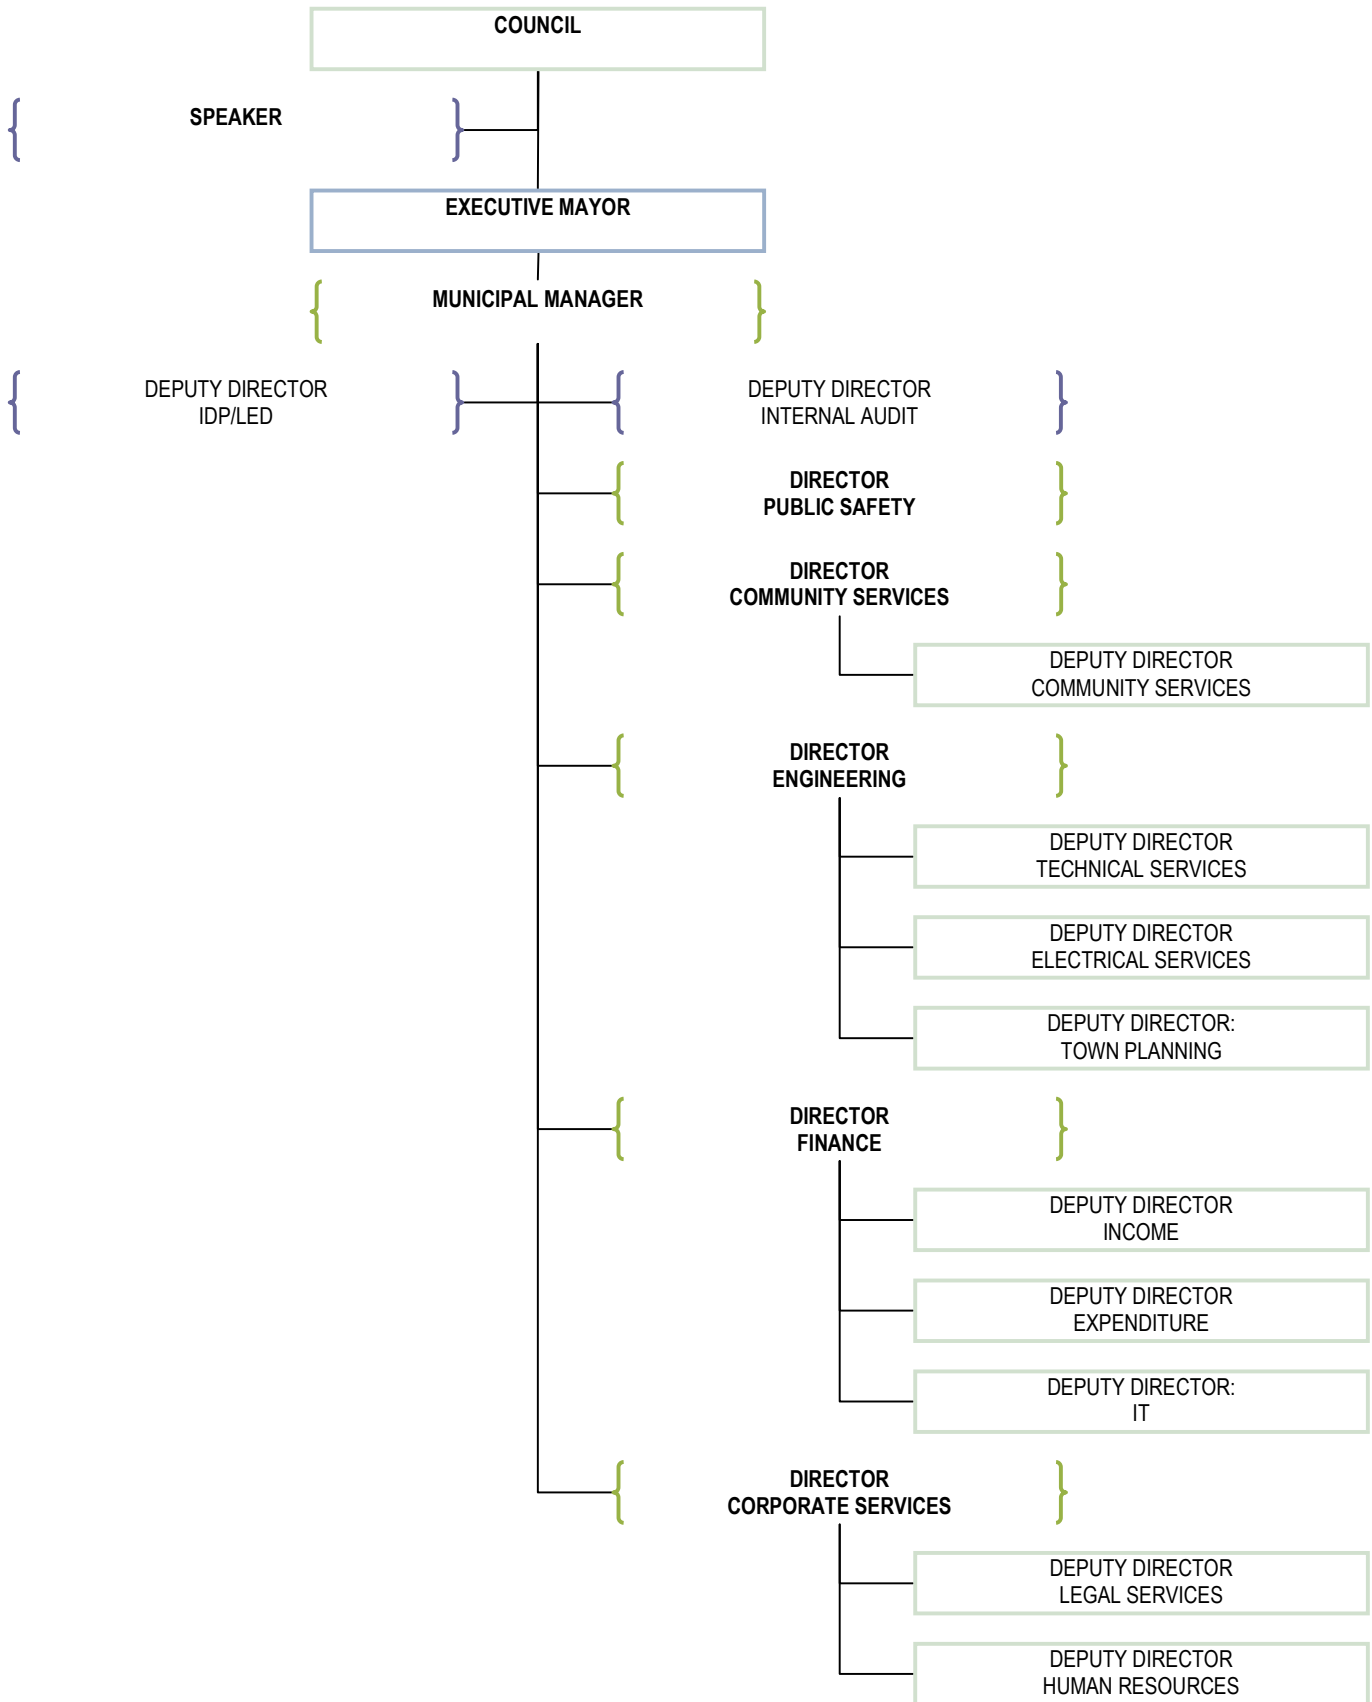 COUNCIL
SPEAKER
EXECUTIVE MAYOR
MUNICIPAL MANAGER
DEPUTY DIRECTOR
IDP/LED
DEPUTY DIRECTOR
INTERNAL AUDIT
DIRECTOR
PUBLIC SAFETY
DIRECTOR
COMMUNITY SERVICES
DEPUTY DIRECTOR
COMMUNITY SERVICES
DIRECTOR
ENGINEERING
DEPUTY DIRECTOR
TECHNICAL SERVICES
DEPUTY DIRECTOR
ELECTRICAL SERVICES
DEPUTY DIRECTOR:
TOWN PLANNING
DIRECTOR
FINANCE
DEPUTY DIRECTOR
INCOME
DEPUTY DIRECTOR
EXPENDITURE
DEPUTY DIRECTOR:
IT
DIRECTOR
CORPORATE SERVICES
DEPUTY DIRECTOR
LEGAL SERVICES
DEPUTY DIRECTOR
HUMAN RESOURCES